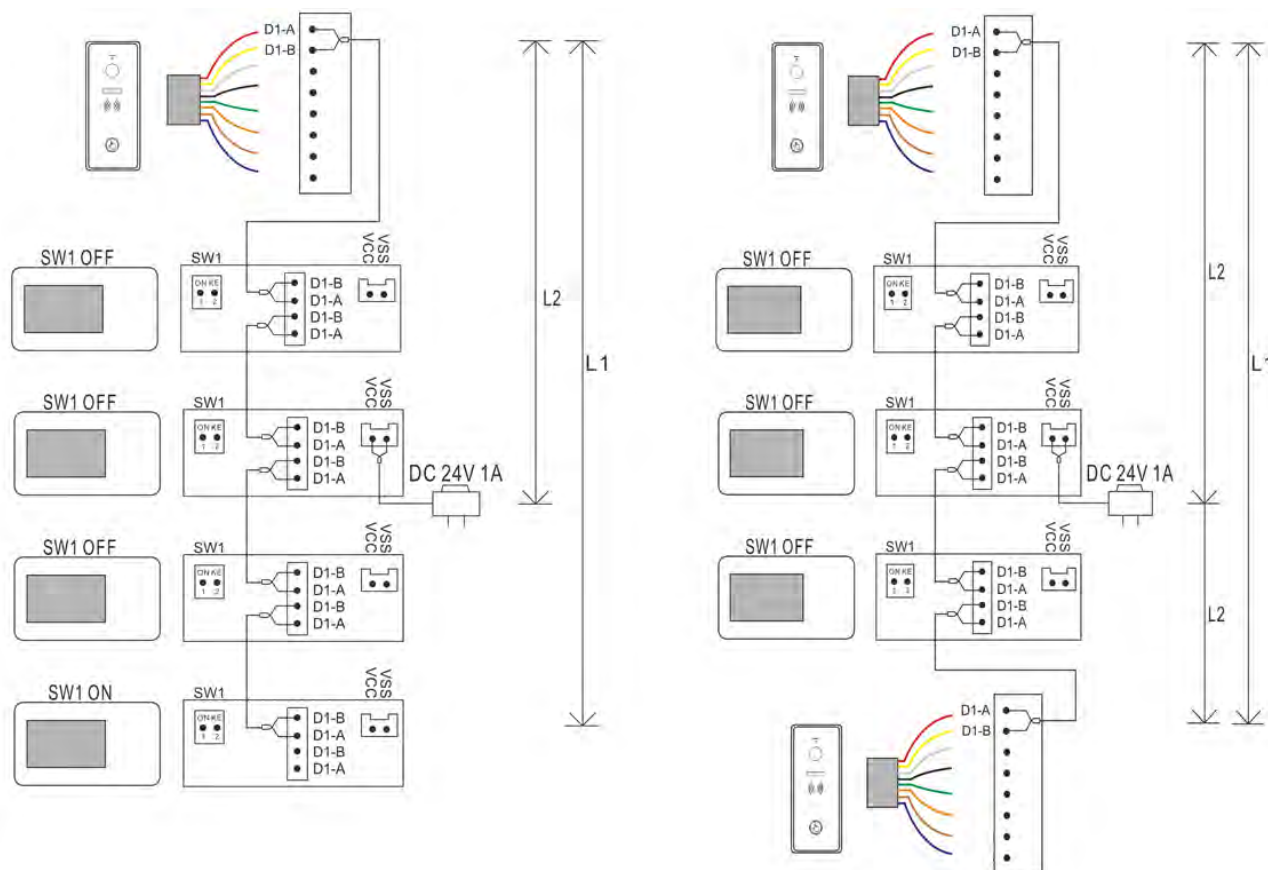 D1-A
D1-B
L2
L1
SW1 OFF
SW1
ON KE
1 2
D1-B
D1-A
D1-B
D1-A
VCC
VSS
SW1 OFF
SW1
ON KE
1 2
D1-B
D1-A
D1-B
D1-A
VCC
VSS
DC 24V 1A
SW1 OFF
SW1
ON KE
1 2
D1-B
D1-A
D1-B
D1-A
VCC
VSS
SW1 ON
SW1
ON KE
1 2
D1-B
D1-A
D1-B
D1-A
VCC
VSS
D1-A
D1-B
L2
L1
SW1 OFF
SW1
ON KE
1 2
D1-B
D1-A
D1-B
D1-A
VCC
VSS
SW1 OFF
SW1
ON KE
1 2
D1-B
D1-A
D1-B
D1-A
VCC
VSS
DC 24V 1A
SW1 OFF
SW1
ON KE
D1-B
D1-A
D1-B
D1-A
VCC
VSS
L2
D1-A
D1-B